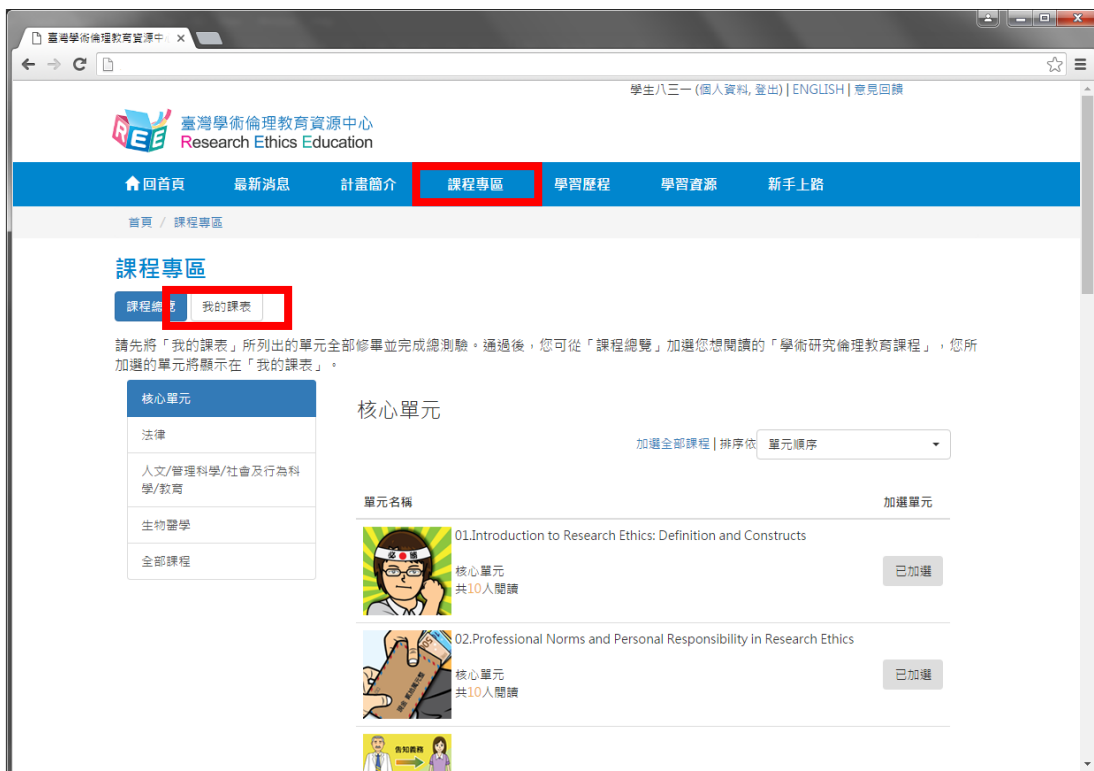 臺灣學術倫理教育資源中
學生八三一 (個人資料, 登出) | ENGLISH | 意見回饋
REE
臺灣學術倫理教育資源中心
Research Ethics Education
回首頁 最新消息 計畫簡介 課程專區 學習歷程 學習資源 新手上路
首頁 / 課程專區
課程專區
課程總覽 我的課表
請先將「我的課表」所列出的單元全部修畢並完成總測驗。通過後，您可從「課程總覽」加選您想閱讀的「學術研究倫理教育課程」，您所
加選的單元將顯示在「我的課表」。
核心單元
法律
人文/管理科學/社會及行為科
學/教育
生物醫學
全部課程
核心單元
加選全部課程 | 排序依 單元順序
單元名稱 加選單元
必勝
01.Introduction to Research Ethics: Definition and Constructs
核心單元
共10人閱讀
已加選
02.Professional Norms and Personal Responsibility in Research Ethics
核心單元
共10人閱讀
已加選
告知義務